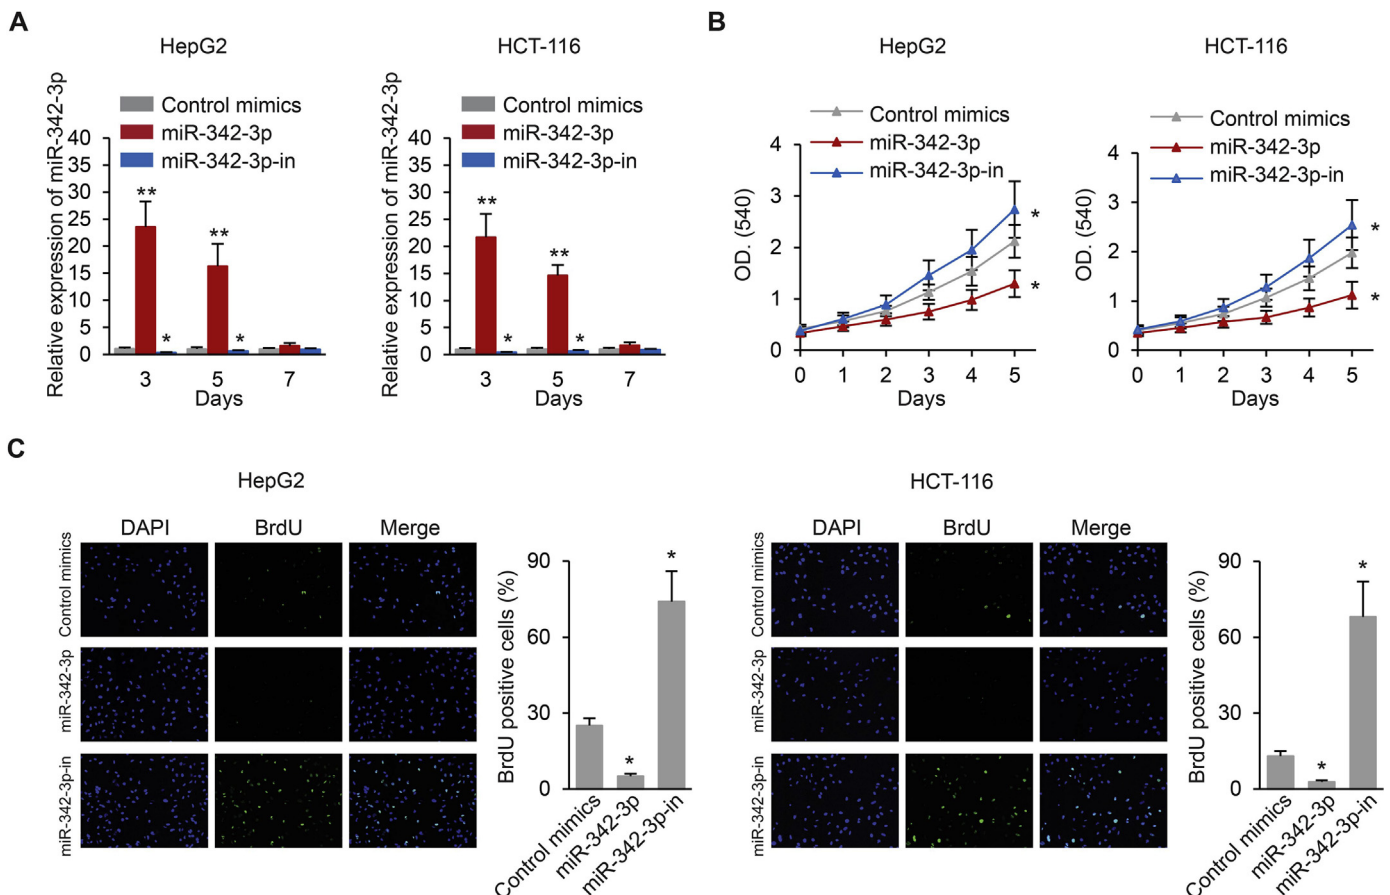 A
HepG2
Relative expression of miR-342-3p
Control mimics
miR-342-3p
miR-342-3p-in
40
35
30
25
20
15
10
5
0
**
*
**
*
3
5
7
Days
HCT-116
Relative expression of miR-342-3p
Control mimics
miR-342-3p
miR-342-3p-in
40
35
30
25
20
15
10
5
0
**
*
**
*
3
5
7
Days
B
HepG2
OD. (540)
Control mimics
miR-342-3p
miR-342-3p-in
4
3
2
1
0
*
*
0 1 2 3 4 5
Days
HCT-116
OD. (540)
Control mimics
miR-342-3p
miR-342-3p-in
4
3
2
1
0
*
*
0 1 2 3 4 5
Days
C
HepG2
DAPI BrdU Merge
Control mimics
miR-342-3p
miR-342-3p-in
BrdU positive cells (%)
90
60
30
0
*
*
Control mimics
miR-342-3p
miR-342-3p-in
HCT-116
DAPI BrdU Merge
Control mimics
miR-342-3p
miR-342-3p-in
BrdU positive cells (%)
90
60
30
0
*
*
Control mimics
miR-342-3p
miR-342-3p-in